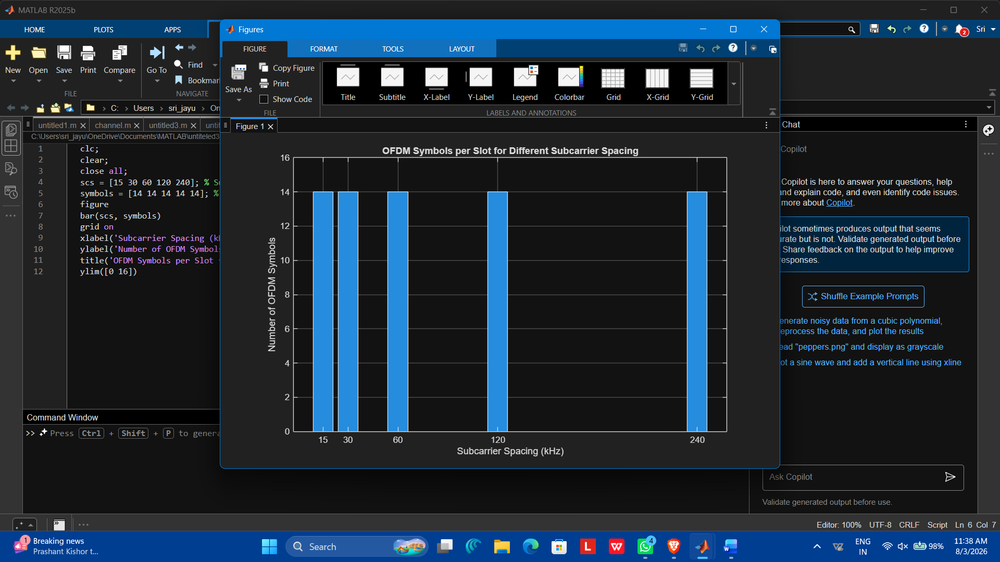 MATLAB R2025b
HOME PLOTS APPS
Sri
2
New Open Save Print Compare Go To Find
Bookmar
FILE NAVIGATE
C: Users sri_jayu On
untitled1.m channel.m untitled3.m untit
C:\Users\sri_jayu\OneDrive\Documents\MATLAB\untiteled3
1 clc;
2 clear;
3 close all;
4 scs = [15 30 60 120 240]; % Su
5 symbols = [14 14 14 14 14]; %
6 figure
7 bar(scs, symbols)
8 grid on
9 xlabel('Subcarrier Spacing (k
10 ylabel('Number of OFDM Symbols
11 title('OFDM Symbols per Slot
12 ylim([0 16])
Command Window
>> Press Ctrl + Shift + P to genera
Figures
FIGURE FORMAT TOOLS LAYOUT
Save As Copy Figure
Print
Show Code
FILE
Title Subtitle X-Label Y-Label Legend Colorbar Grid X-Grid Y-Grid
LABELS AND ANNOTATIONS
Figure 1
OFDM Symbols per Slot for Different Subcarrier Spacing
16
14
12
10
8
6
4
2
0
Number of OFDM Symbols
15 30 60 120 240
Subcarrier Spacing (kHz)
Chat
Copilot
Copilot is here to answer your questions, help
and explain code, and even identify code issues.
more about Copilot.
ilot sometimes produces output that seems
urate but is not. Validate generated output before
Share feedback on the output to help improve
esponses.
Shuffle Example Prompts
enerate noisy data from a cubic polynomial,
eprocess the data, and plot the results
ead "peppers.png" and display as grayscale
ot a sine wave and add a vertical line using xline
Ask Copilot
Validate generated output before use.
Editor: 100% UTF-8 CRLF Script Ln 6 Col 7
1
Breaking news
Prashant Kishor t...
Search
L
W
4
W
ENG
IN
98%
11:38 AM
8/3/2026